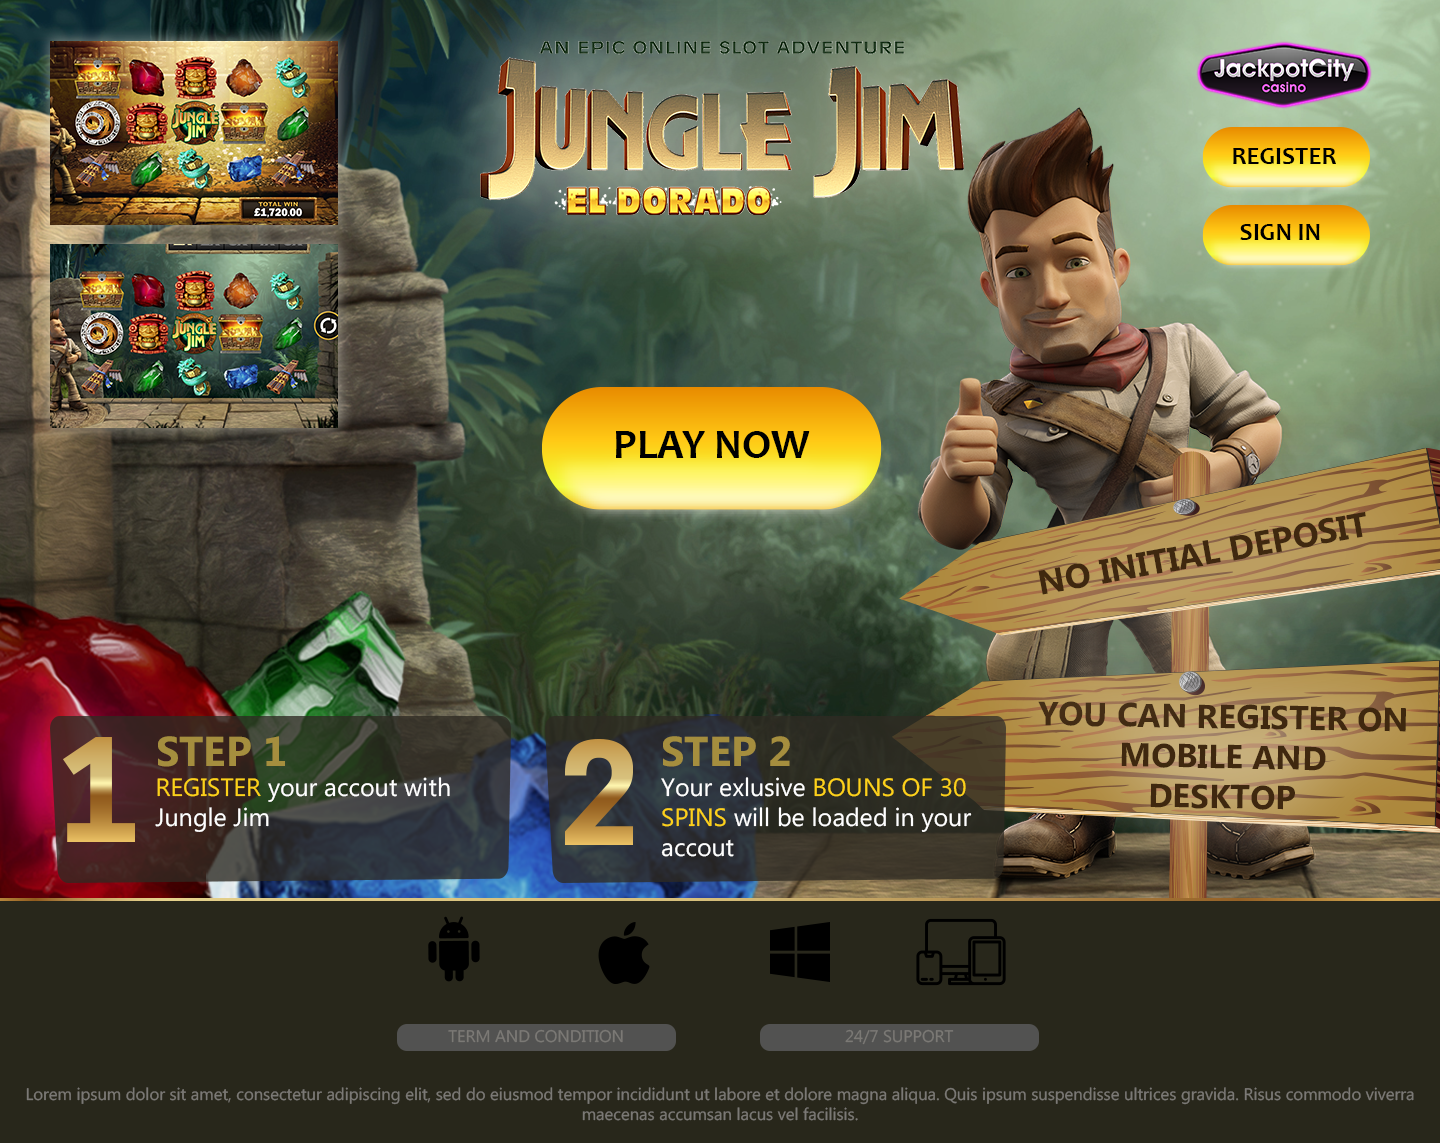 AN EPIC ONLINE SLOT ADVENTURE
JUNGLE JIM
EL DORADO
JackpotCity
casino
REGISTER
SIGN IN
JUNGLE
JIM
TOTAL WIN
£1,720.00
JUNGLE
JIM
PLAY NOW
NO INITIAL DEPOSIT
YOU CAN REGISTER ON
MOBILE AND
DESKTOP
1
STEP 1
REGISTER your accout with
Jungle Jim
2
STEP 2
Your exlusive BOUNS OF 30
SPINS will be loaded in your
accout
TERM AND CONDITION
24/7 SUPPORT
Lorem ipsum dolor sit amet, consectetur adipiscing elit, sed do eiusmod tempor incididunt ut labore et dolore magna aliqua. Quis ipsum suspendisse ultrices gravida. Risus commodo viverra
maecenas accumsan lacus vel facilisis.